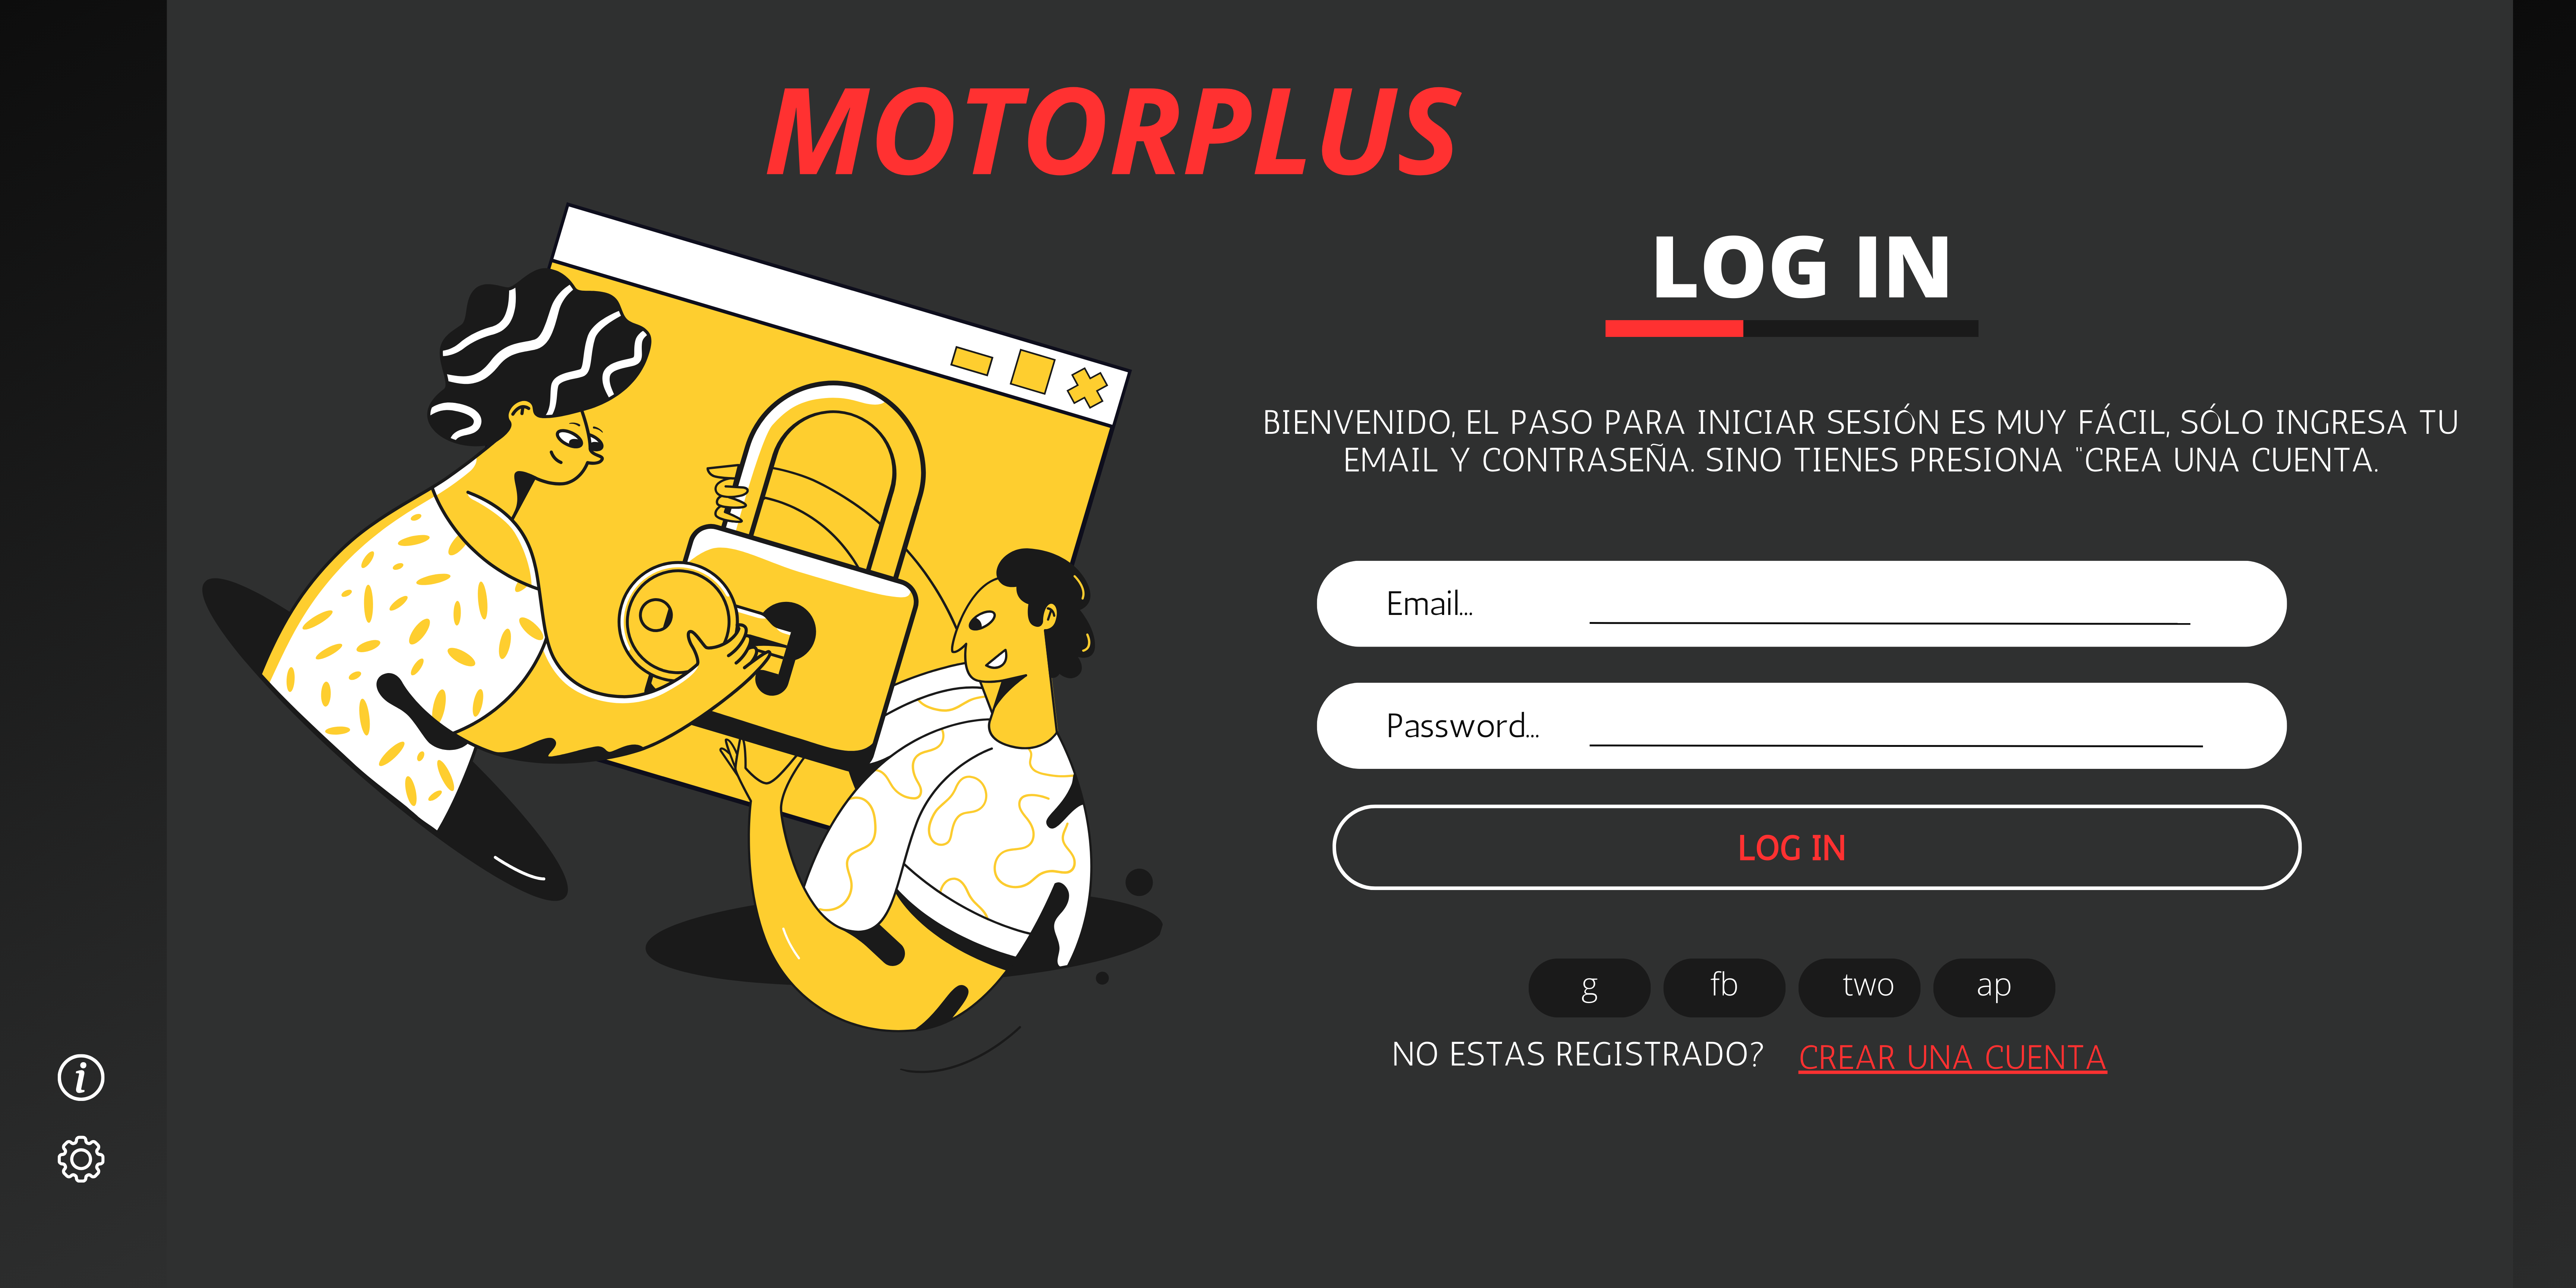 MOTORPLUS
LOG IN
BIENVENIDO, EL PASO PARA INICIAR SESIÓN ES MUY FÁCIL, SÓLO INGRESA TU
EMAIL Y CONTRASEÑA. SINO TIENES PRESIONA "CREA UNA CUENTA.
Email...
Password...
LOG IN
g fb two ap
NO ESTAS REGISTRADO? CREAR UNA CUENTA
i